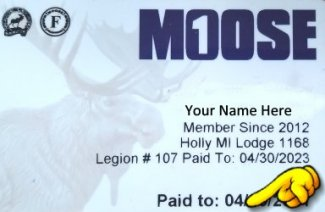 F
MOOSE
Your Name Here
Member Since 2012
Holly MI Lodge 1168
Legion # 107 Paid To: 04/30/2023
Paid to: